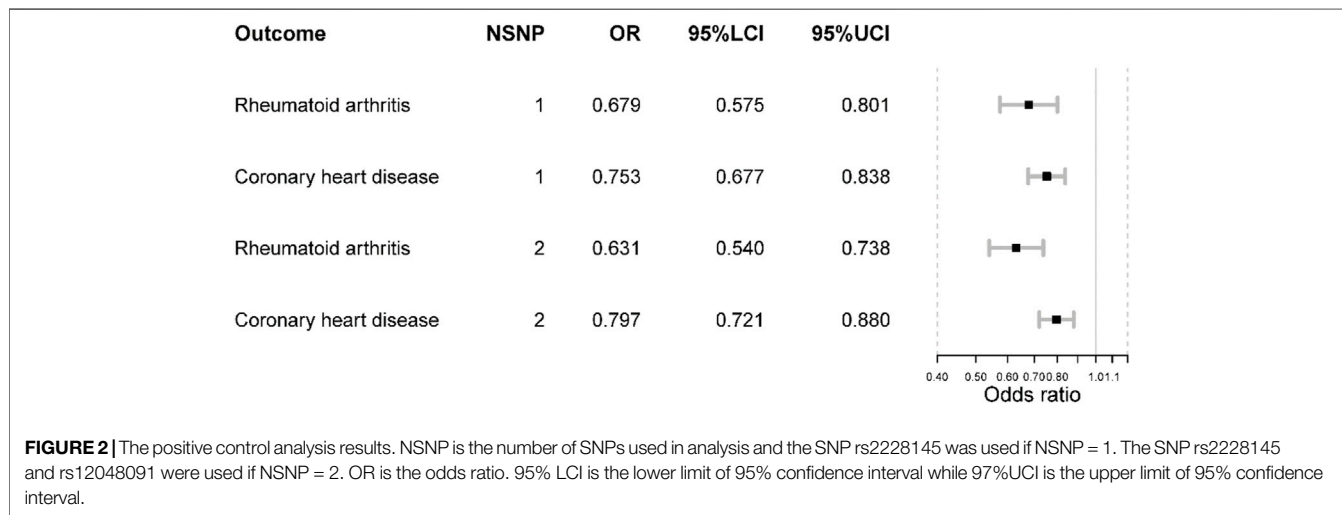 Outcome NSNP OR 95%LCI 95%UCI
Rheumatoid arthritis 1 0.679 0.575 0.801
Coronary heart disease 1 0.753 0.677 0.838
Rheumatoid arthritis 2 0.631 0.540 0.738
Coronary heart disease 2 0.797 0.721 0.880
0.40 0.50 0.60 0.70 0.80 1.0 1.1
Odds ratio
FIGURE 2 | The positive control analysis results. NSNP is the number of SNPs used in analysis and the SNP rs2228145 was used if NSNP = 1. The SNP rs2228145
and rs12048091 were used if NSNP = 2. OR is the odds ratio. 95% LCI is the lower limit of 95% confidence interval while 97%UCI is the upper limit of 95% confidence
interval.